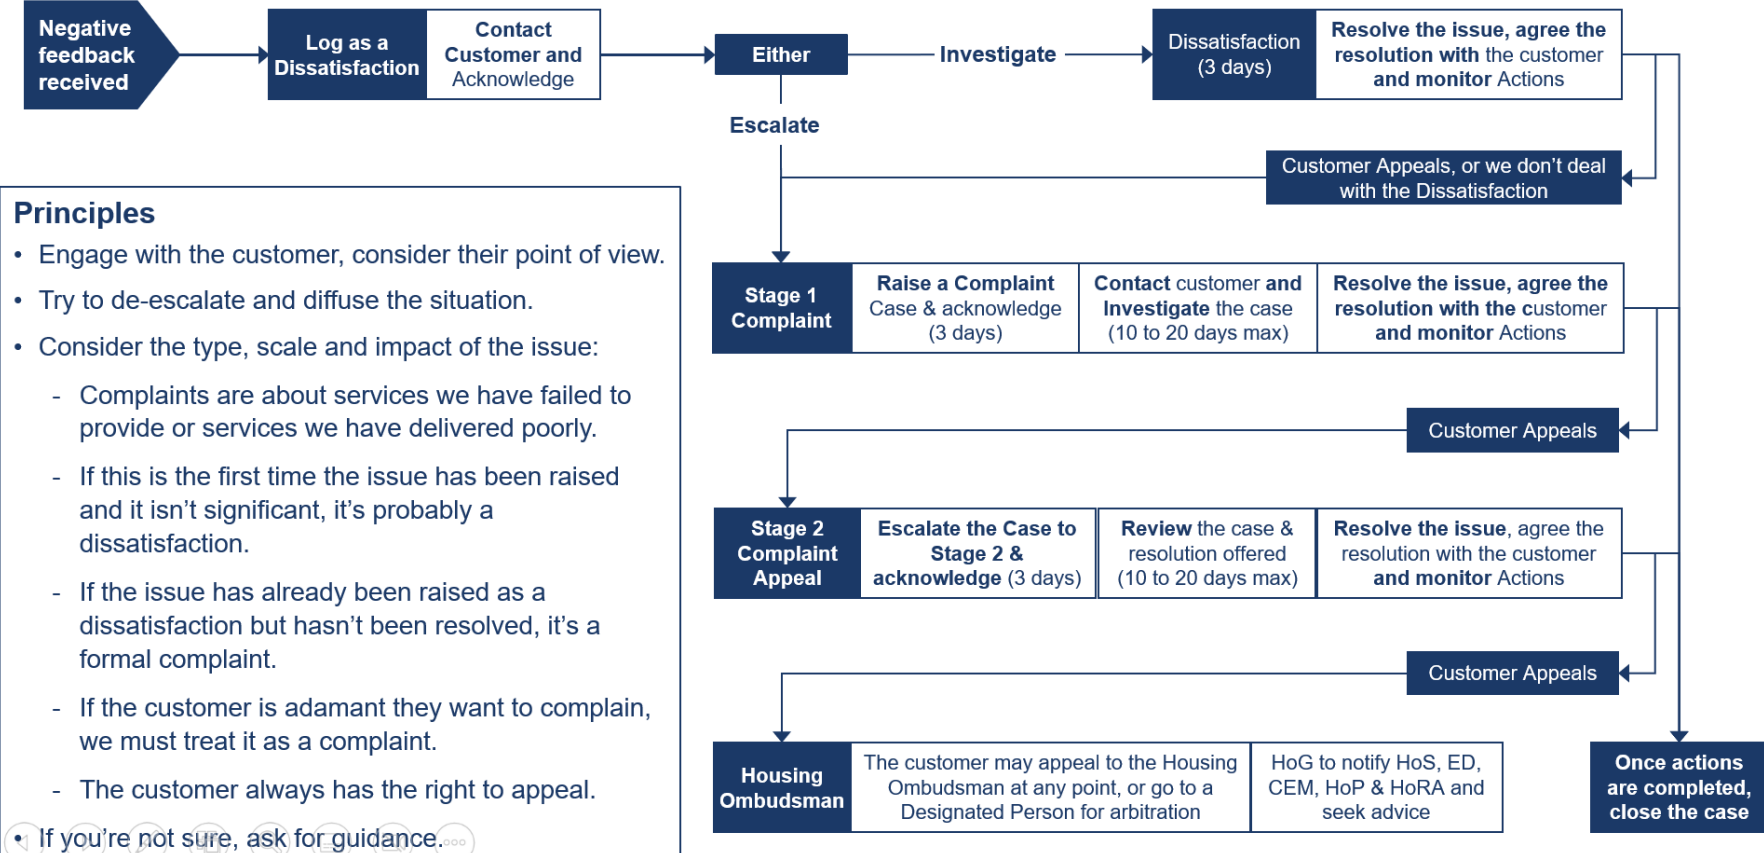 Negative
feedback
received
Log as a
Dissatisfaction
Contact
Customer and
Acknowledge
Either
Investigate
Dissatisfaction
(3 days)
Resolve the issue, agree the
resolution with the customer
and monitor Actions
Escalate
Customer Appeals, or we don’t deal
with the Dissatisfaction
Principles
• Engage with the customer, consider their point of view.
• Try to de-escalate and diffuse the situation.
• Consider the type, scale and impact of the issue:
- Complaints are about services we have failed to
provide or services we have delivered poorly.
- If this is the first time the issue has been raised
and it isn’t significant, it’s probably a
dissatisfaction.
- If the issue has already been raised as a
dissatisfaction but hasn’t been resolved, it’s a
formal complaint.
- If the customer is adamant they want to complain,
we must treat it as a complaint.
- The customer always has the right to appeal.
• If you’re not sure, ask for guidance.
Stage 1
Complaint
Raise a Complaint
Case & acknowledge
(3 days)
Contact customer and
Investigate the case
(10 to 20 days max)
Resolve the issue, agree the
resolution with the customer
and monitor Actions
Customer Appeals
Stage 2
Complaint
Appeal
Escalate the Case to
Stage 2 &
acknowledge (3 days)
Review the case &
resolution offered
(10 to 20 days max)
Resolve the issue, agree the
resolution with the customer
and monitor Actions
Customer Appeals
Housing
Ombudsman
The customer may appeal to the Housing
Ombudsman at any point, or go to a
Designated Person for arbitration
HoG to notify HoS, ED,
CEM, HoP & HoRA and
seek advice
Once actions
are completed,
close the case